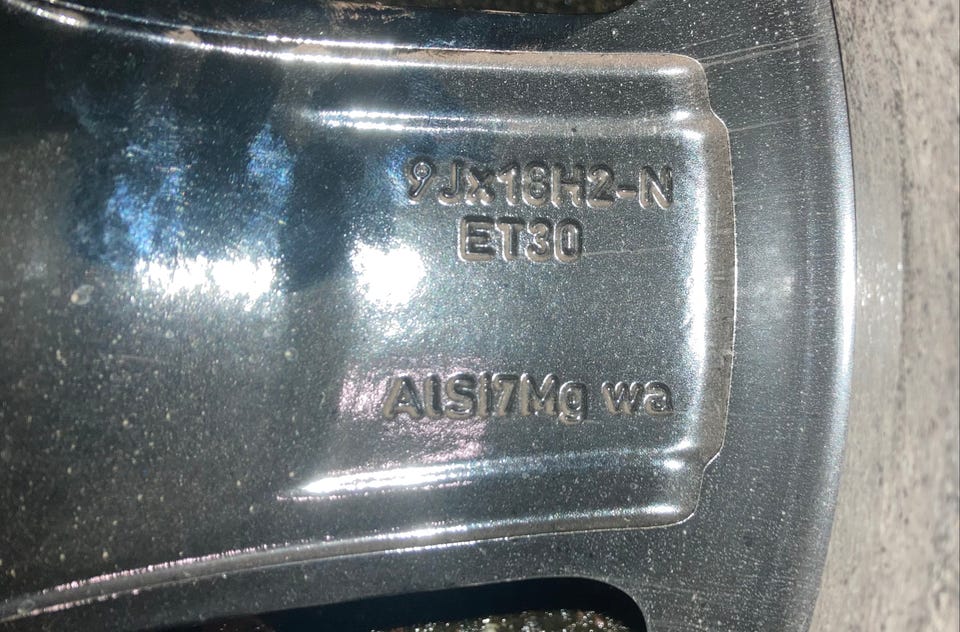 9Jx18H2-N
ET30
AlSi7Mg wa